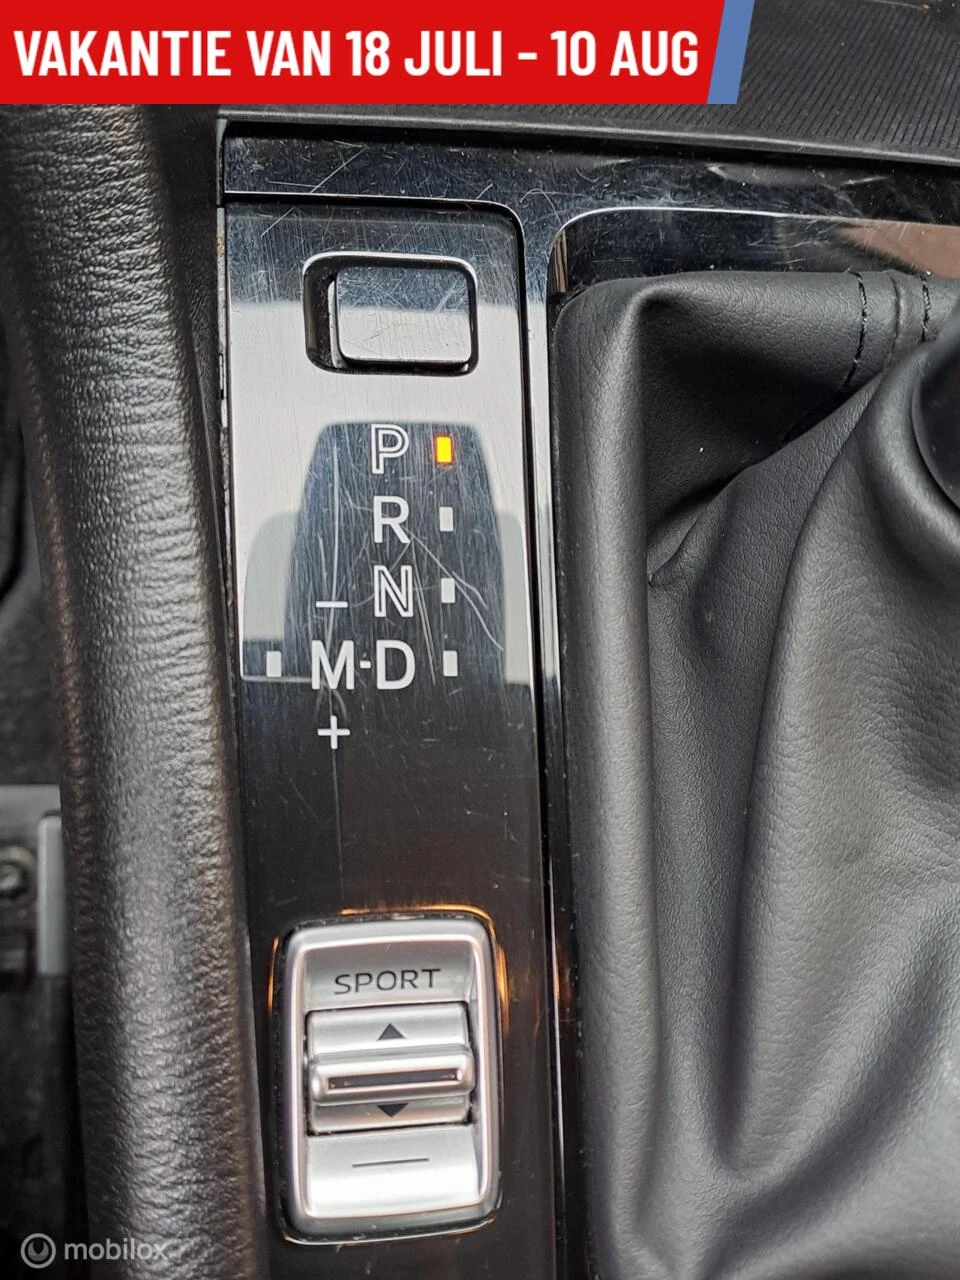 VAKANTIE VAN 18 JULI - 10 AUG
P
R
N
–
M-D
+
SPORT
mobilox